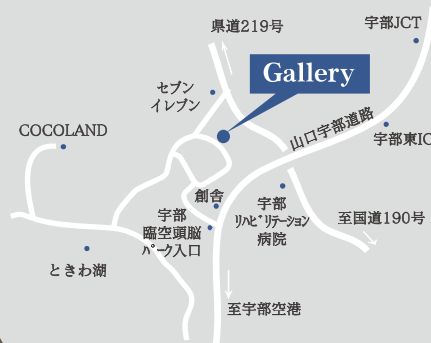 県道219号
宇部JCT
Gallery
セブン
イレブン
山口宇部道路
COCOLAND
宇部東IC
創舎
宇部
臨空頭脳
パーク入口
宇部
リハビリテーション
病院
至国道190号
ときわ湖
至宇部空港